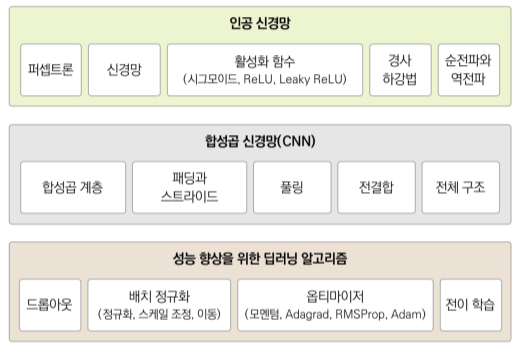 인공 신경망
퍼셉트론
신경망
활성화 함수
(시그모이드, ReLU, Leaky ReLU)
경사
하강법
순전파와
역전파
합성곱 신경망(CNN)
합성곱 계층
패딩과
스트라이드
풀링
전결합
전체 구조
성능 향상을 위한 딥러닝 알고리즘
드롭아웃
배치 정규화
(정규화, 스케일 조정, 이동)
옵티마이저
(모멘텀, Adagrad, RMSProp, Adam)
전이 학습